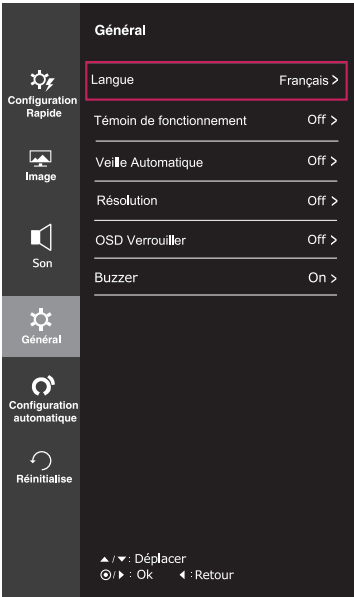 Général
Configuration
Rapide
Image
Son
Général
Configuration
automatique
Réinitialise
Langue Français >
Témoin de fonctionnement Off >
Veille Automatique Off >
Résolution Off >
OSD Verrouiller Off >
Buzzer On >
▲/▼: Déplacer
⦿/▶ : Ok ◀ :Retour